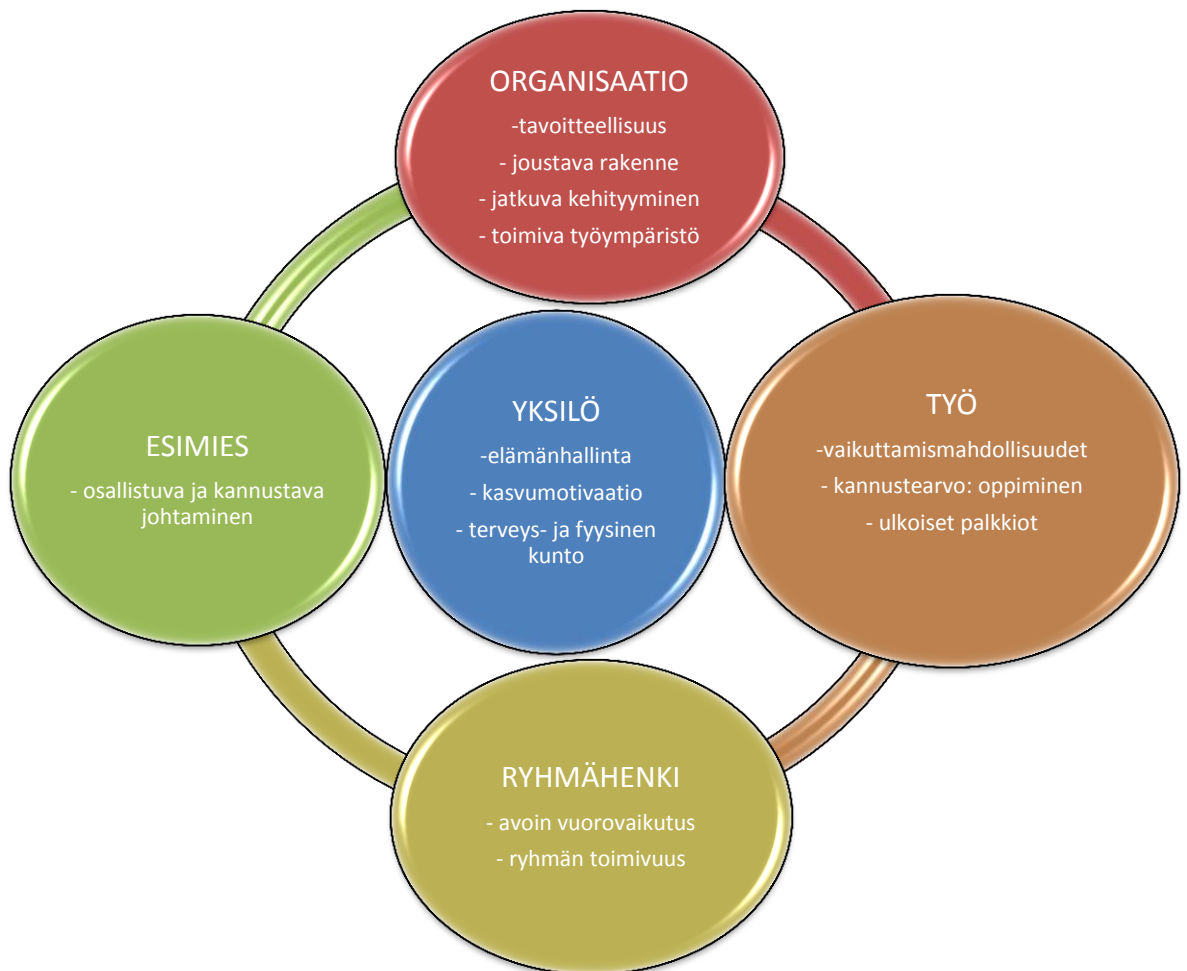 ORGANISAATIO
-tavoitteellisuus
- joustava rakenne
- jatkuva kehityyminen
- toimiva työympäristö
ESIMIES
- osallistuva ja kannustava
johtaminen
YKSILÖ
-elämänhallinta
- kasvumotivaatio
- terveys- ja fyysinen
kunto
TYÖ
-vaikuttamismahdollisuudet
- kannustearvo: oppiminen
- ulkoiset palkkiot
RYHMÄHENKI
- avoin vuorovaikutus
- ryhmän toimivuus